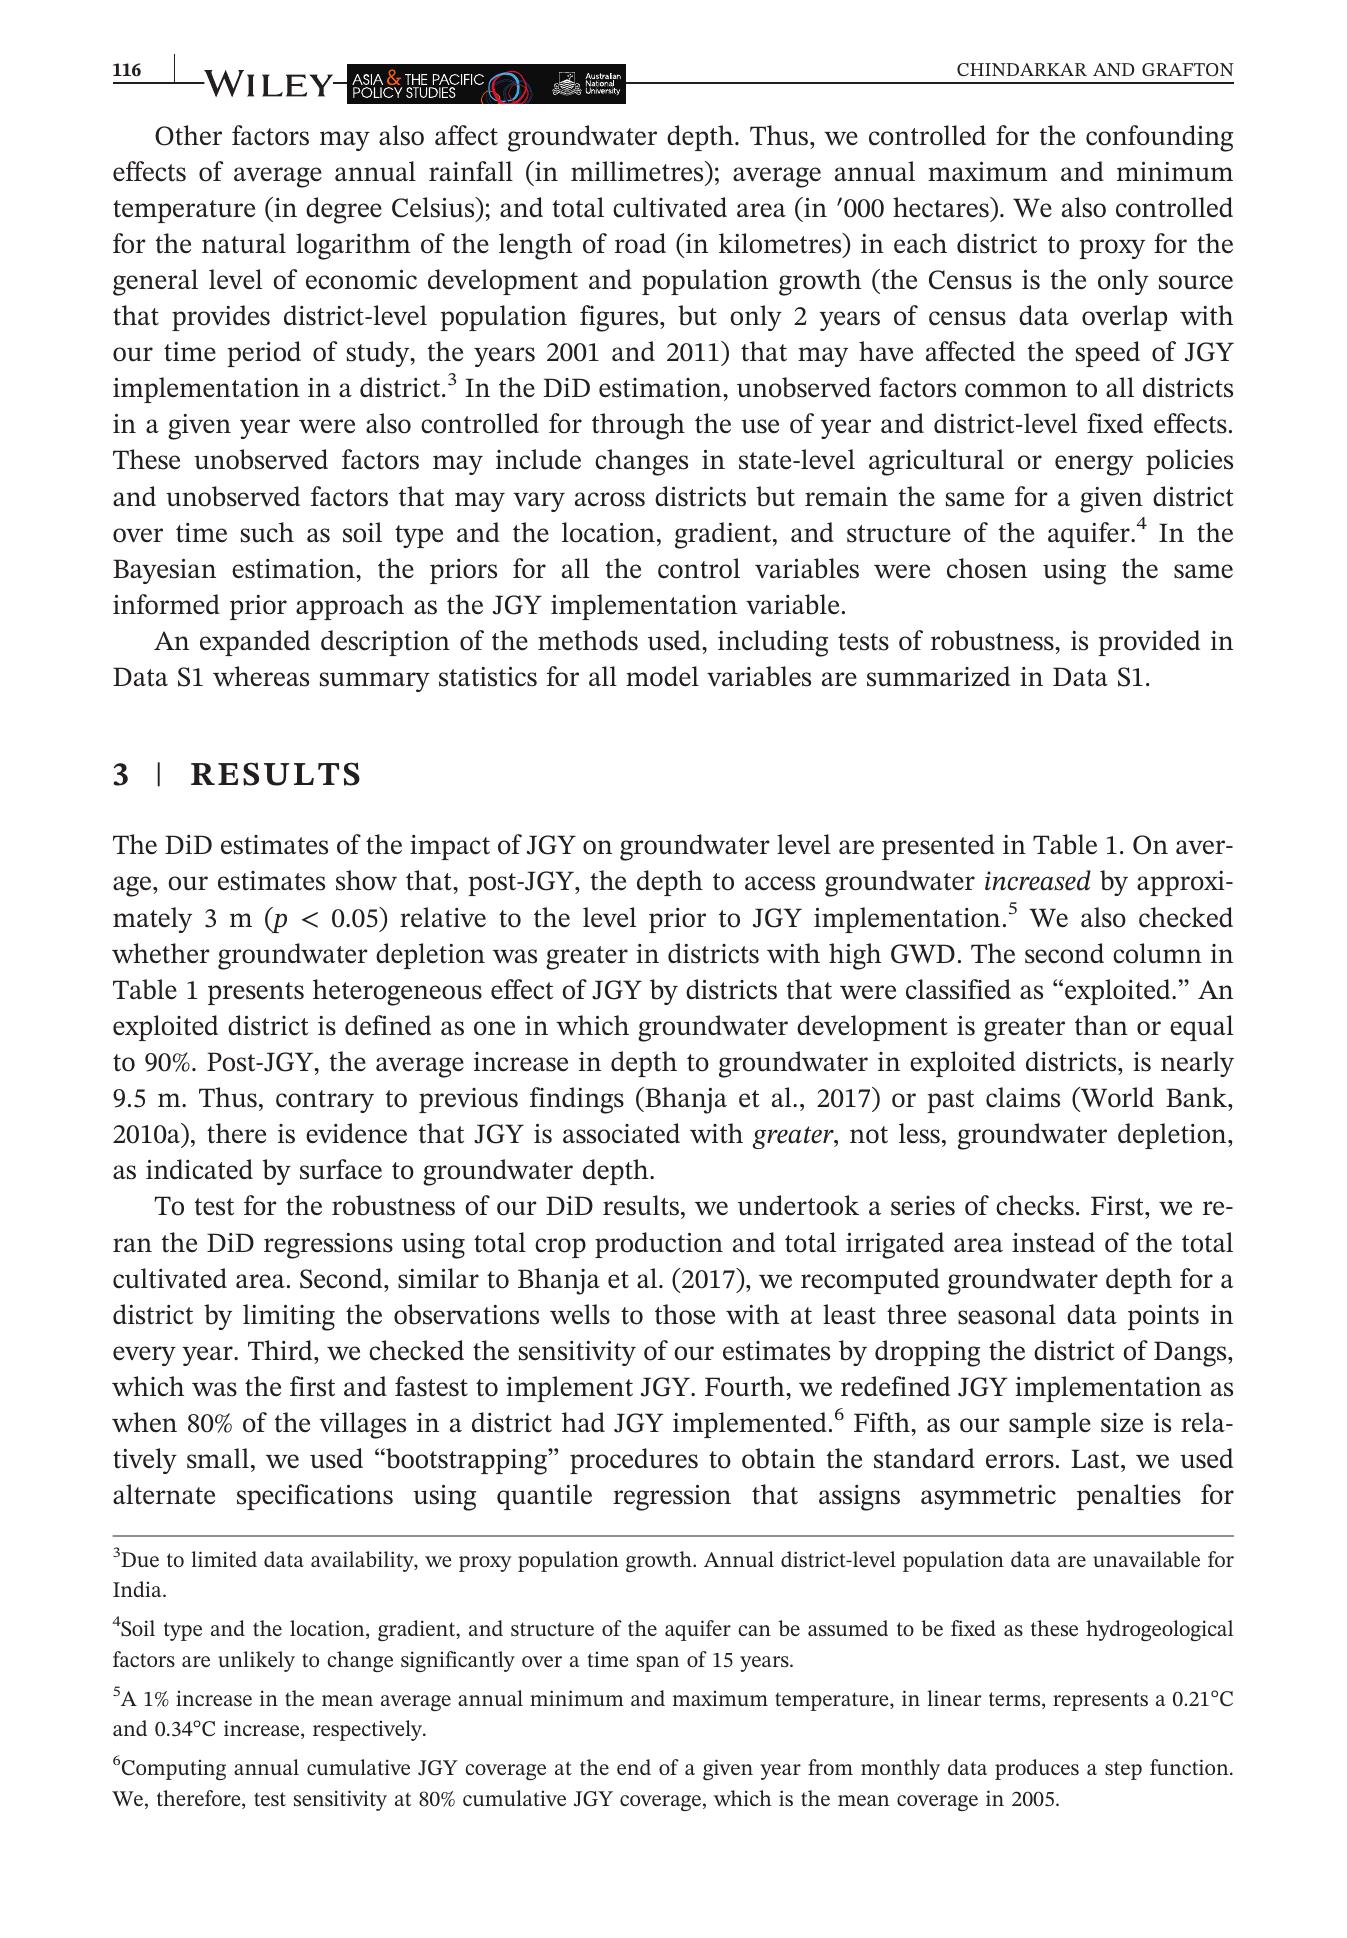 116
WILEY
ASIA & THE PACIFIC
POLICY STUDIES
Australian
National
University
CHINDARKAR AND GRAFTON
Other factors may also affect groundwater depth. Thus, we controlled for the confounding
effects of average annual rainfall (in millimetres); average annual maximum and minimum
temperature (in degree Celsius); and total cultivated area (in ′000 hectares). We also controlled
for the natural logarithm of the length of road (in kilometres) in each district to proxy for the
general level of economic development and population growth (the Census is the only source
that provides district-level population figures, but only 2 years of census data overlap with
our time period of study, the years 2001 and 2011) that may have affected the speed of JGY
implementation in a district.³ In the DiD estimation, unobserved factors common to all districts
in a given year were also controlled for through the use of year and district-level fixed effects.
These unobserved factors may include changes in state-level agricultural or energy policies
and unobserved factors that may vary across districts but remain the same for a given district
over time such as soil type and the location, gradient, and structure of the aquifer.⁴ In the
Bayesian estimation, the priors for all the control variables were chosen using the same
informed prior approach as the JGY implementation variable.
An expanded description of the methods used, including tests of robustness, is provided in
Data S1 whereas summary statistics for all model variables are summarized in Data S1.
3 | RESULTS
The DiD estimates of the impact of JGY on groundwater level are presented in Table 1. On aver-
age, our estimates show that, post-JGY, the depth to access groundwater increased by approxi-
mately 3 m (p < 0.05) relative to the level prior to JGY implementation.⁵ We also checked
whether groundwater depletion was greater in districts with high GWD. The second column in
Table 1 presents heterogeneous effect of JGY by districts that were classified as “exploited.” An
exploited district is defined as one in which groundwater development is greater than or equal
to 90%. Post-JGY, the average increase in depth to groundwater in exploited districts, is nearly
9.5 m. Thus, contrary to previous findings (Bhanja et al., 2017) or past claims (World Bank,
2010a), there is evidence that JGY is associated with greater, not less, groundwater depletion,
as indicated by surface to groundwater depth.
To test for the robustness of our DiD results, we undertook a series of checks. First, we re-
ran the DiD regressions using total crop production and total irrigated area instead of the total
cultivated area. Second, similar to Bhanja et al. (2017), we recomputed groundwater depth for a
district by limiting the observations wells to those with at least three seasonal data points in
every year. Third, we checked the sensitivity of our estimates by dropping the district of Dangs,
which was the first and fastest to implement JGY. Fourth, we redefined JGY implementation as
when 80% of the villages in a district had JGY implemented.⁶ Fifth, as our sample size is rela-
tively small, we used “bootstrapping” procedures to obtain the standard errors. Last, we used
alternate specifications using quantile regression that assigns asymmetric penalties for
³Due to limited data availability, we proxy population growth. Annual district-level population data are unavailable for
India.
⁴Soil type and the location, gradient, and structure of the aquifer can be assumed to be fixed as these hydrogeological
factors are unlikely to change significantly over a time span of 15 years.
⁵A 1% increase in the mean average annual minimum and maximum temperature, in linear terms, represents a 0.21°C
and 0.34°C increase, respectively.
⁶Computing annual cumulative JGY coverage at the end of a given year from monthly data produces a step function.
We, therefore, test sensitivity at 80% cumulative JGY coverage, which is the mean coverage in 2005.